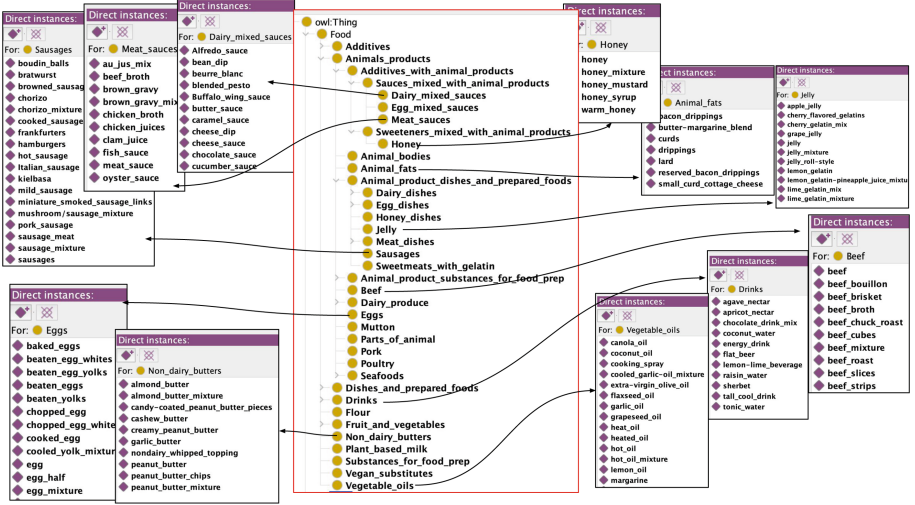 Direct instances:
For: Sausages
boudin_balls
bratwurst
browned_sausag
chorizo
chorizo_mixture
cooked_sausage
frankfurters
hamburgers
hot_sausage
Italian_sausage
kielbasa
mild_sausage
miniature_smoked_sausage_links
mushroom/sausage_mixture
pork_sausage
sausage_meat
sausage_mixture
sausages
Direct instances:
For: Meat_sauces
au_jus_mix
beef_broth
brown_gravy
brown_gravy_mix
chicken_broth
chicken_juices
clam_juice
fish_sauce
meat_sauce
oyster_sauce
Direct instances:
For: Dairy_mixed_sauces
Alfredo_sauce
bean_dip
beurre_blanc
blended_pesto
Buffalo_wing_sauce
butter_sauce
caramel_sauce
cheese_dip
cheese_sauce
chocolate_sauce
cucumber_sauce
owl:Thing
Food
Additives
Animals_products
Additives_with_animal_products
Sauces_mixed_with_animal_products
Dairy_mixed_sauces
Egg_mixed_sauces
Meat_sauces
Sweeteners_mixed_with_animal_products
Honey
Animal_bodies
Animal_fats
Animal_product_dishes_and_prepared_foods
Dairy_dishes
Egg_dishes
Honey_dishes
Jelly
Meat_dishes
Sausages
Sweetmeats_with_gelatin
Animal_product_substances_for_food_prep
Beef
Dairy_produce
Eggs
Mutton
Parts_of_animal
Pork
Poultry
Seafoods
Dishes_and_prepared_foods
Drinks
Flour
Fruit_and_vegetables
Non_dairy_butters
Plant_based_milk
Substances_for_food_prep
Vegan_substitutes
Vegetable_oils
Direct instances:
For: Honey
honey
honey_mixture
honey_mustard
honey_syrup
warm_honey
Direct instances:
Animal_fats
bacon_drippings
butter-margarine_blend
curds
drippings
lard
reserved_bacon_drippings
small_curd_cottage_cheese
Direct instances:
For: Jelly
apple_jelly
cherry_flavored_gelatins
cherry_gelatin_mix
grape_jelly
jelly
jelly_mixture
jelly_roll-style
lemon_gelatin
lemon_gelatin-pineapple_juice_mixtu
lime_gelatin_mix
lime_gelatin_mixture
Direct instances:
For: Eggs
baked_eggs
beaten_egg_whites
beaten_egg_yolks
beaten_eggs
beaten_yolks
chopped_egg
chopped_egg_white
cooked_egg
cooled_yolk_mixtur
egg
egg_half
egg_mixture
Direct instances:
For: Non_dairy_butters
almond_butter
almond_butter_mixture
candy-coated_peanut_butter_pieces
cashew_butter
creamy_peanut_butter
garlic_butter
nondairy_whipped_topping
peanut_butter
peanut_butter_chips
peanut_butter_mixture
Direct instances:
For: Vegetable_oils
canola_oil
coconut_oil
cooking_spray
cooled_garlic-oil_mixture
extra-virgin_olive_oil
flaxseed_oil
garlic_oil
grapeseed_oil
heat_oil
heated_oil
hot_oil
hot_oil_mixture
lemon_oil
margarine
Direct instances:
For: Drinks
agave_nectar
apricot_nectar
chocolate_drink_mix
coconut_water
energy_drink
flat_beer
lemon-lime_beverage
raisin_water
sherbet
tall_cool_drink
tonic_water
Direct instances:
For: Beef
beef
beef_bouillon
beef_brisket
beef_broth
beef_chuck_roast
beef_cubes
beef_mixture
beef_roast
beef_slices
beef_strips